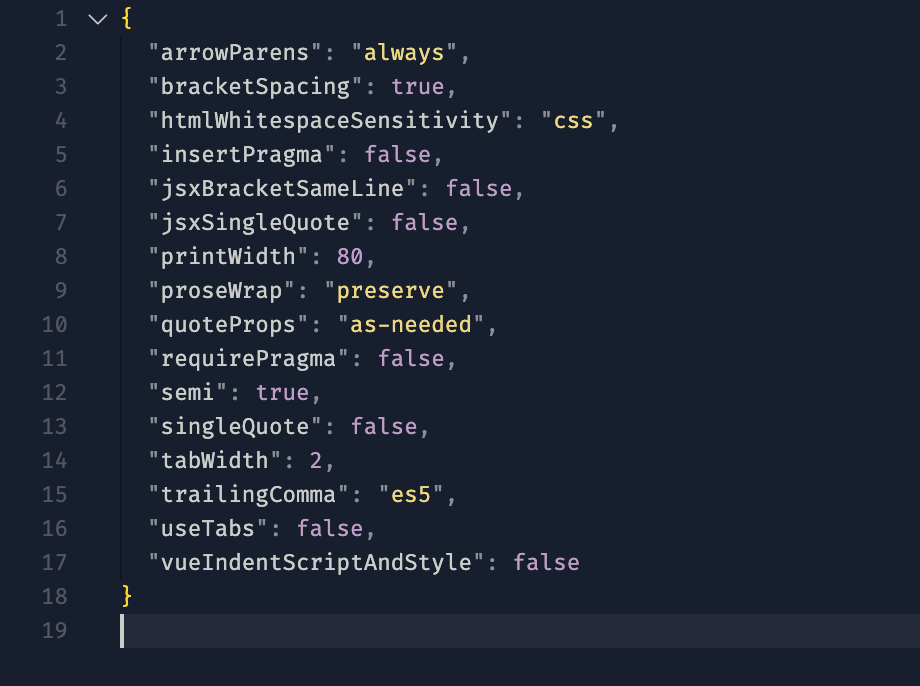 1 {
2 "arrowParens": "always",
3 "bracketSpacing": true,
4 "htmlWhitespaceSensitivity": "css",
5 "insertPragma": false,
6 "jsxBracketSameLine": false,
7 "jsxSingleQuote": false,
8 "printWidth": 80,
9 "proseWrap": "preserve",
10 "quoteProps": "as-needed",
11 "requirePragma": false,
12 "semi": true,
13 "singleQuote": false,
14 "tabWidth": 2,
15 "trailingComma": "es5",
16 "useTabs": false,
17 "vueIndentScriptAndStyle": false
18 }
19